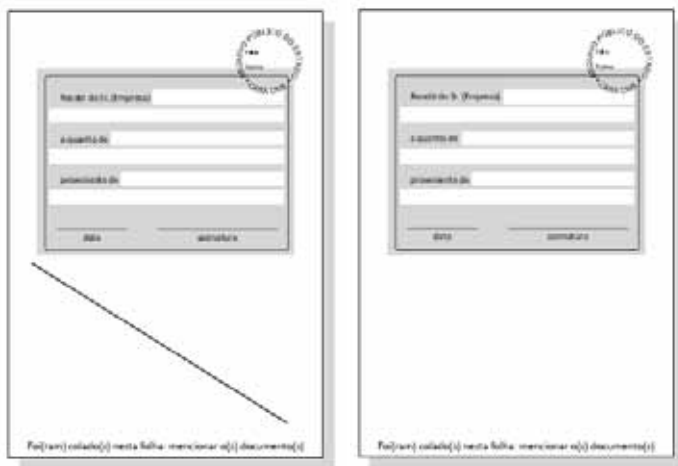 Recebi do Sr. (Empresa)
a quantia de
proveniente de
data assinatura
Foi(ram) colado(s) nesta folha: mencionar o(s) documento(s)
Recebi do Sr. (Empresa)
a quantia de
proveniente de
data assinatura
Foi(ram) colado(s) nesta folha: mencionar o(s) documento(s)